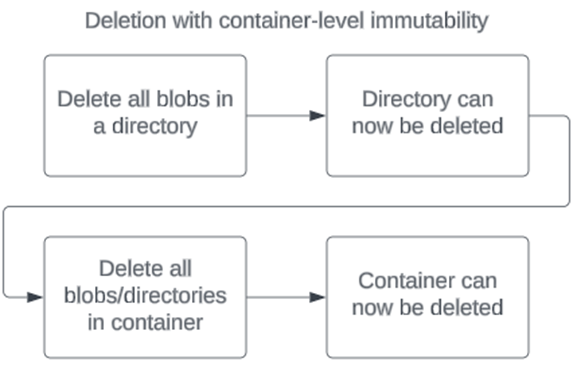 Deletion with container-level immutability
Delete all blobs in
a directory
Directory can
now be deleted
Delete all
blobs/directories
in container
Container can
now be deleted